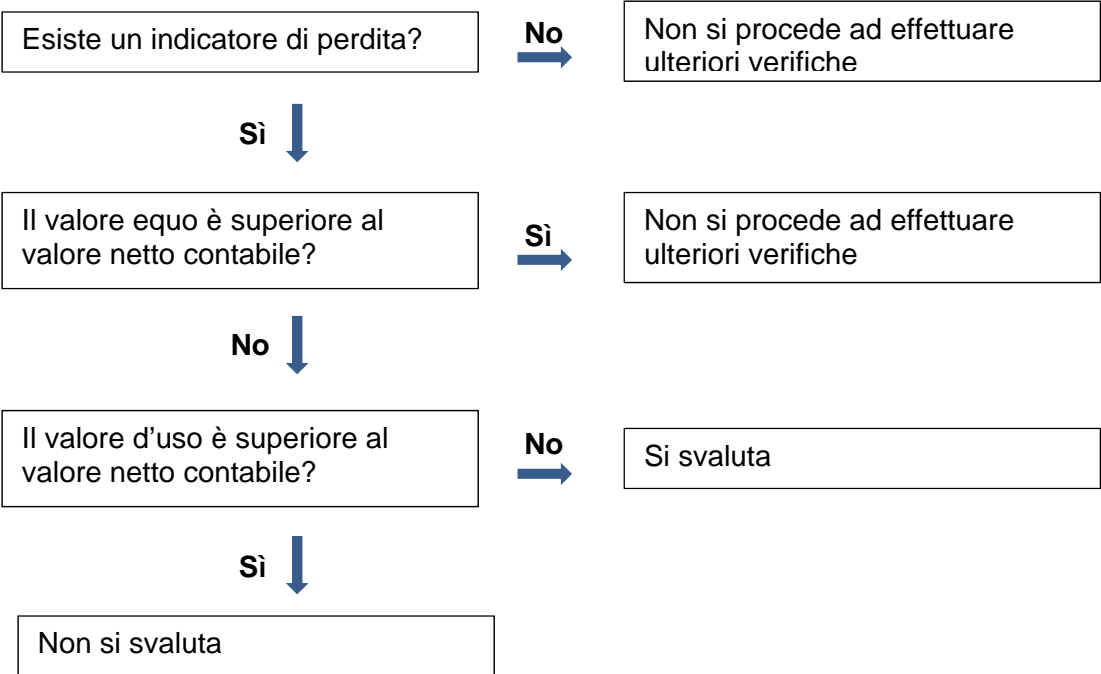 Esiste un indicatore di perdita?
No
Non si procede ad effettuare
ulteriori verifiche
Sì
Il valore equo è superiore al
valore netto contabile?
Sì
Non si procede ad effettuare
ulteriori verifiche
No
Il valore d’uso è superiore al
valore netto contabile?
No
Si svaluta
Sì
Non si svaluta